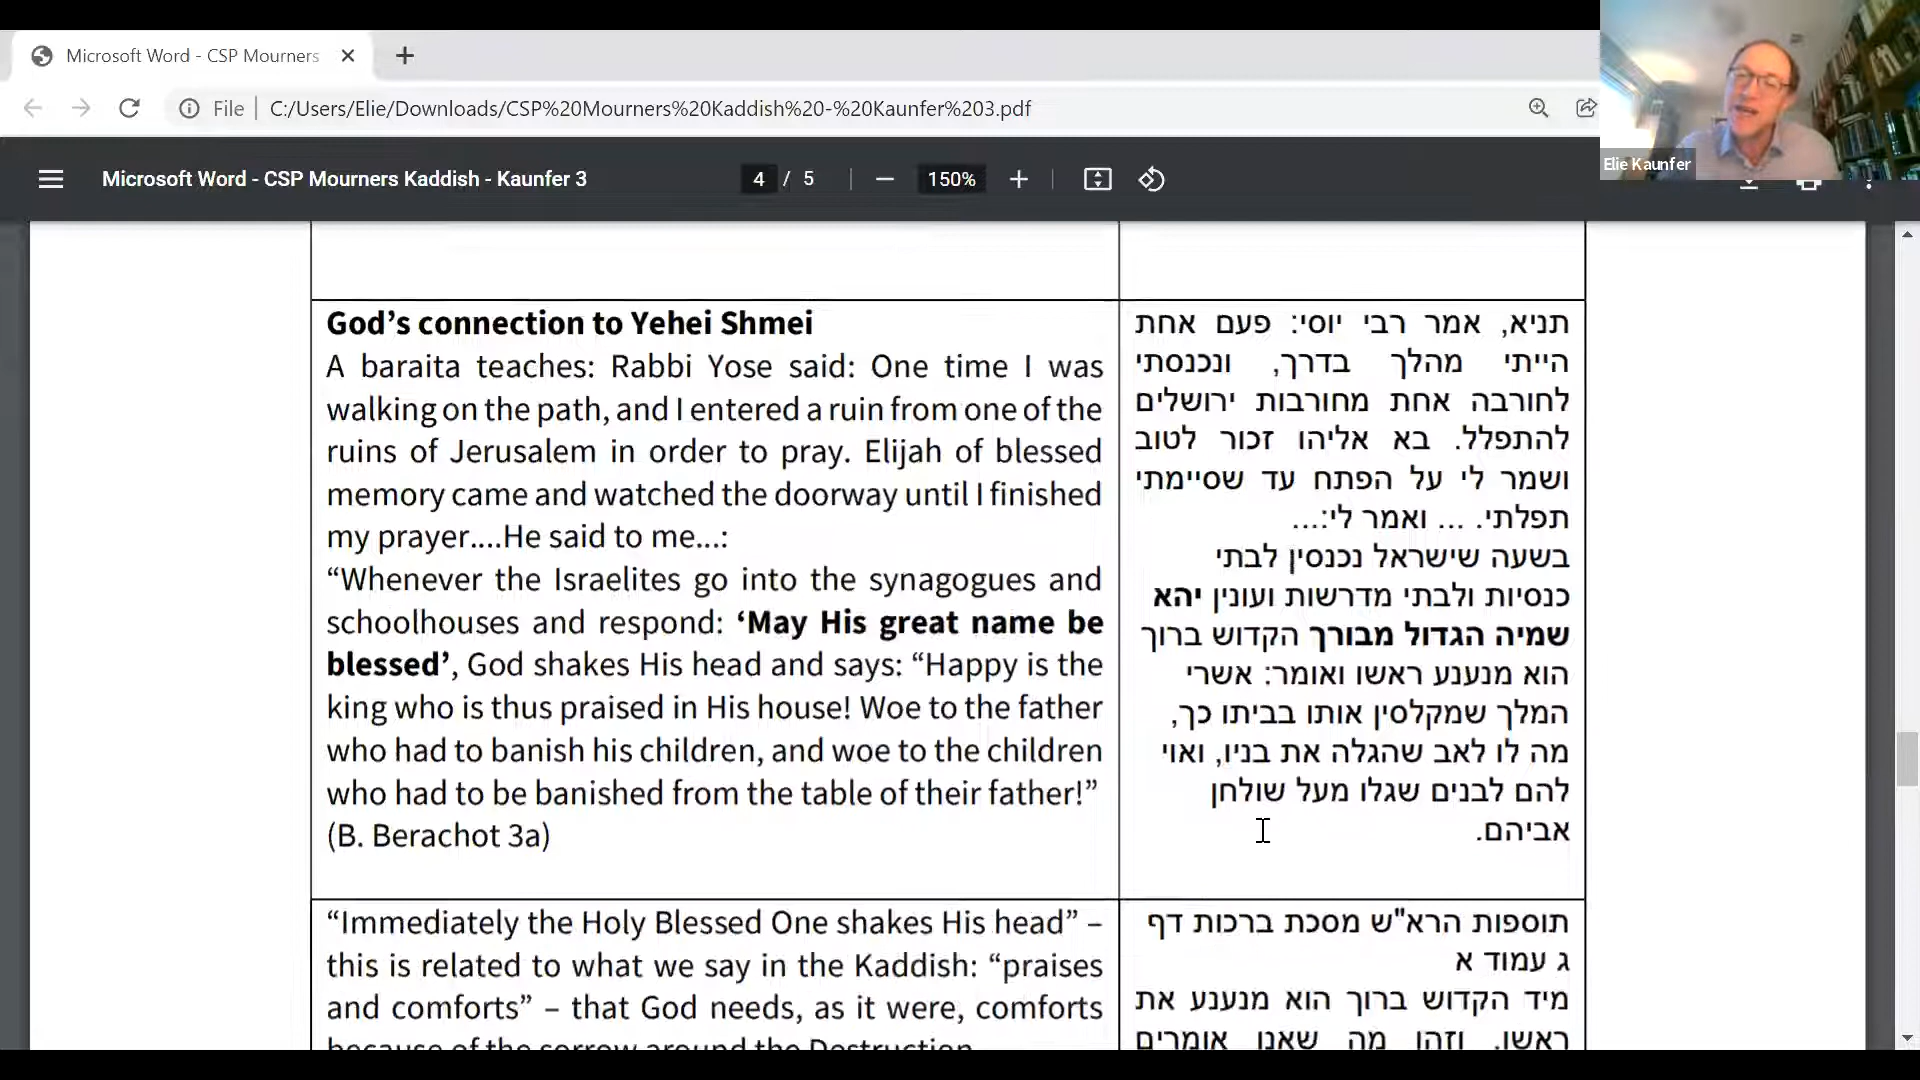 Microsoft Word - CSP Mourners
File
C:/Users/Elie/Downloads/CSP%20Mourners%20Kaddish%20-%20Kaunfer%203.pdf
Elie Kaunfer
Microsoft Word - CSP Mourners Kaddish - Kaunfer 3
4 / 5
150%
God’s connection to Yehei Shmei
A baraita teaches: Rabbi Yose said: One time I was
walking on the path, and I entered a ruin from one of the
ruins of Jerusalem in order to pray. Elijah of blessed
memory came and watched the doorway until I finished
my prayer....He said to me...:
“Whenever the Israelites go into the synagogues and
schoolhouses and respond: ‘May His great name be
blessed’, God shakes His head and says: “Happy is the
king who is thus praised in His house! Woe to the father
who had to banish his children, and woe to the children
who had to be banished from the table of their father!”
(B. Berachot 3a)
תניא, אמר רבי יוסי: פעם אחת
הייתי מהלך בדרך, ונכנסתי
לחורבה אחת מחורבות ירושלים
להתפלל. בא אליהו זכור לטוב
ושמר לי על הפתח עד שסיימתי
תפלתי. ... ואמר לי:...
בשעה שישראל נכנסין לבתי
כנסיות ולבתי מדרשות ועונין יהא
שמיה הגדול מבורך הקדוש ברוך
הוא מנענע ראשו ואומר: אשרי
המלך שמקלסין אותו בביתו כך,
מה לו לאב שהגלה את בניו, ואוי
להם לבנים שגלו מעל שולחן
אביהם.
“Immediately the Holy Blessed One shakes His head” –
this is related to what we say in the Kaddish: “praises
and comforts” – that God needs, as it were, comforts
because of the sorrow around the Destruction
תוספות הרא"ש מסכת ברכות דף
ג עמוד א
מיד הקדוש ברוך הוא מנענע את
ראשו. וזהו מה שאנו אומרים